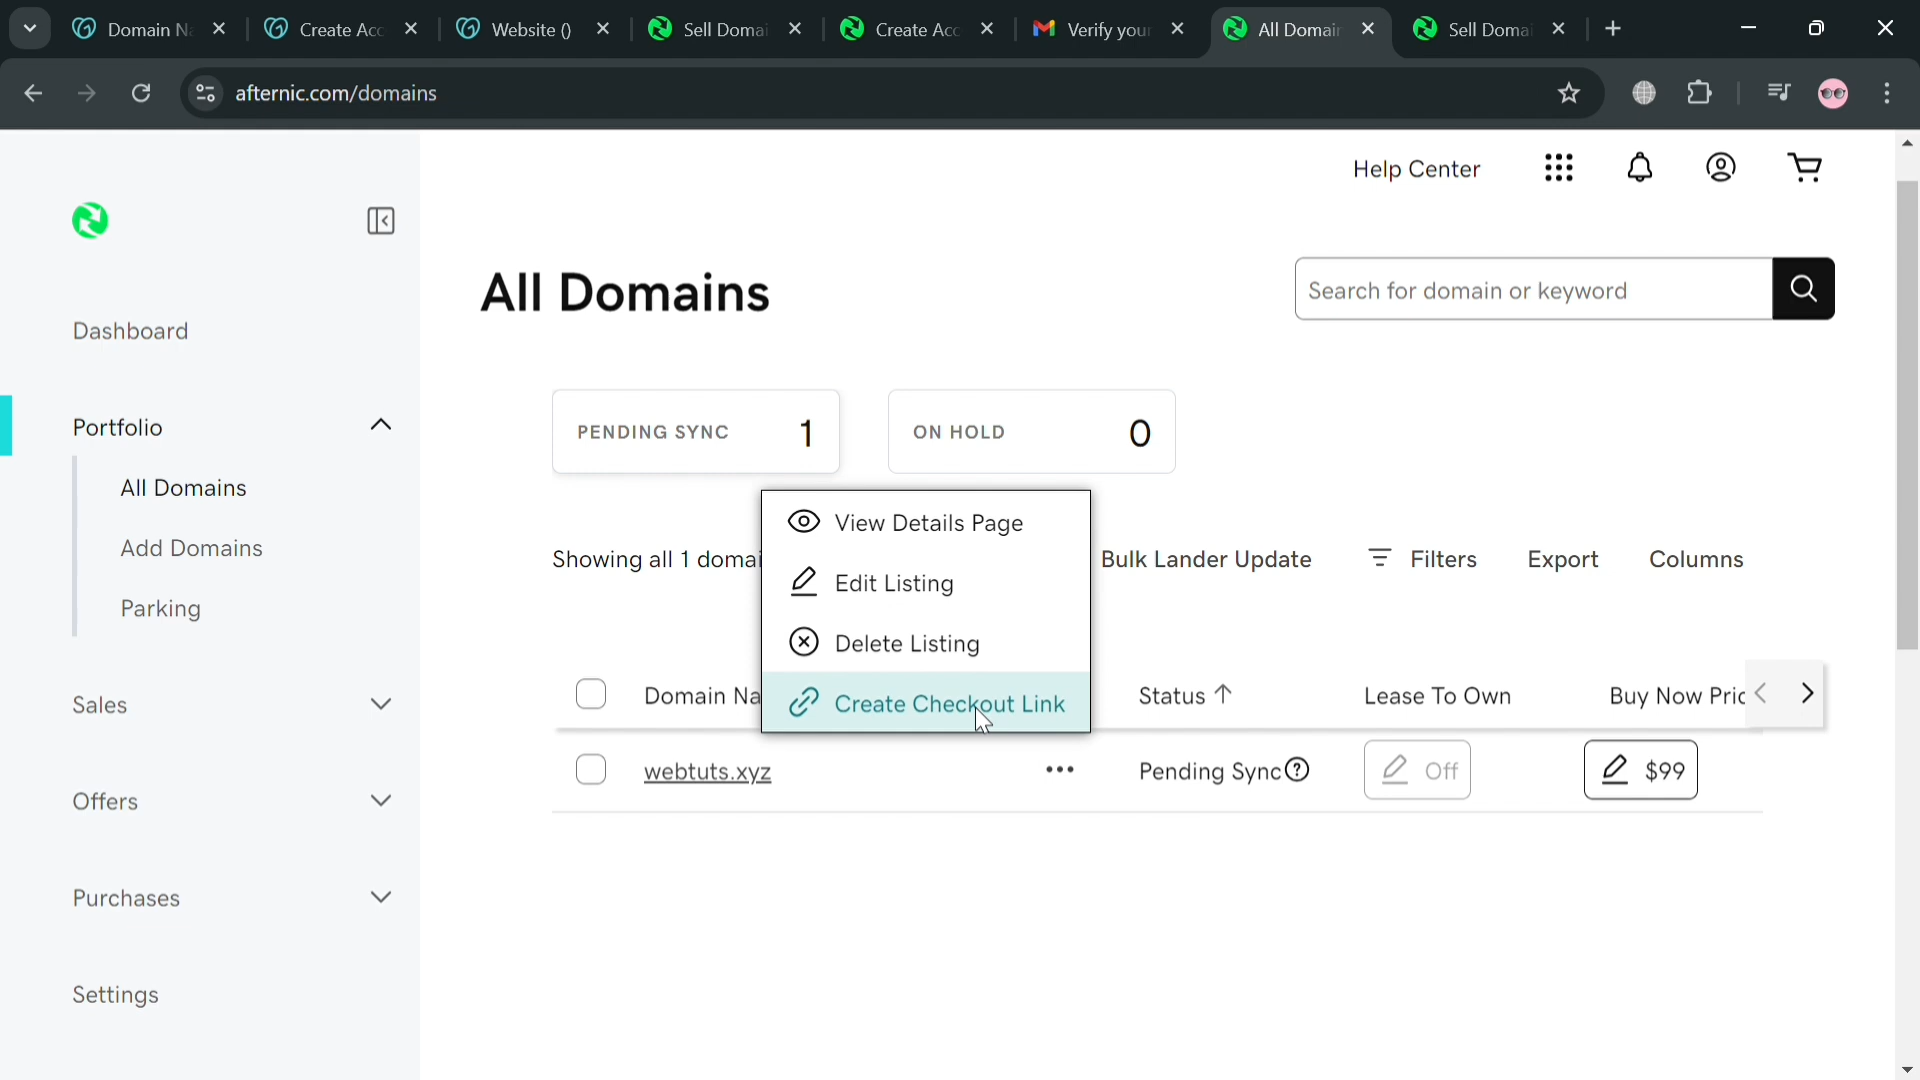 Domain Na
Create Acc
Website ()
Sell Domai
Create Acc
Verify your
All Domain
Sell Domai
afternic.com/domains
Help Center
All Domains
Search for domain or keyword
Dashboard
Portfolio
All Domains
Add Domains
Parking
Sales
Offers
Purchases
Settings
PENDING SYNC 1
ON HOLD 0
Showing all 1 domai
Bulk Lander Update
Filters
Export
Columns
View Details Page
Edit Listing
Delete Listing
Create Checkout Link
Domain Na
Status
Lease To Own
Buy Now Pric
webtuts.xyz
Pending Sync
Off
$99